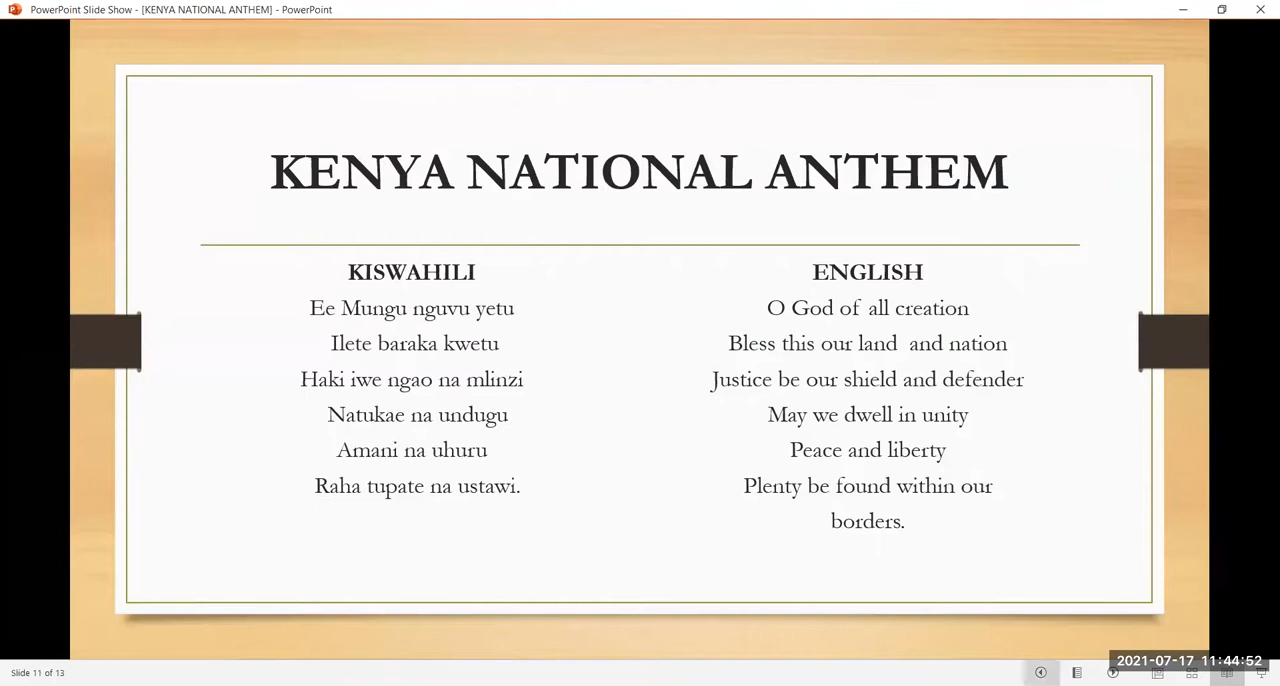 PowerPoint Slide Show - [KENYA NATIONAL ANTHEM] - PowerPoint
KENYA NATIONAL ANTHEM
KISWAHILI
Ee Mungu nguvu yetu
Ilete baraka kwetu
Haki iwe ngao na mlinzi
Natukae na undugu
Amani na uhuru
Raha tupate na ustawi.
ENGLISH
O God of all creation
Bless this our land and nation
Justice be our shield and defender
May we dwell in unity
Peace and liberty
Plenty be found within our
borders.
Slide 11 of 13
2021-07-17 11:44:52